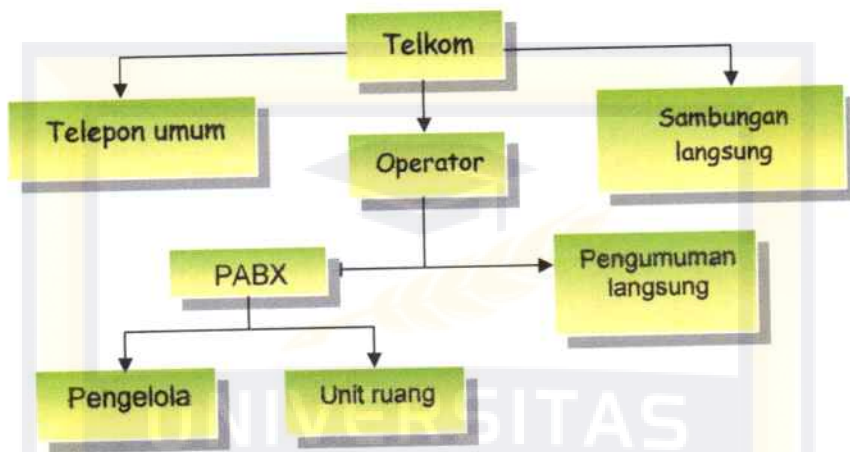 Telkom
Telepon umum
Operator
Sambungan
langsung
PABX
Pengumuman
langsung
Pengelola
Unit ruang
UNIVERSITAS